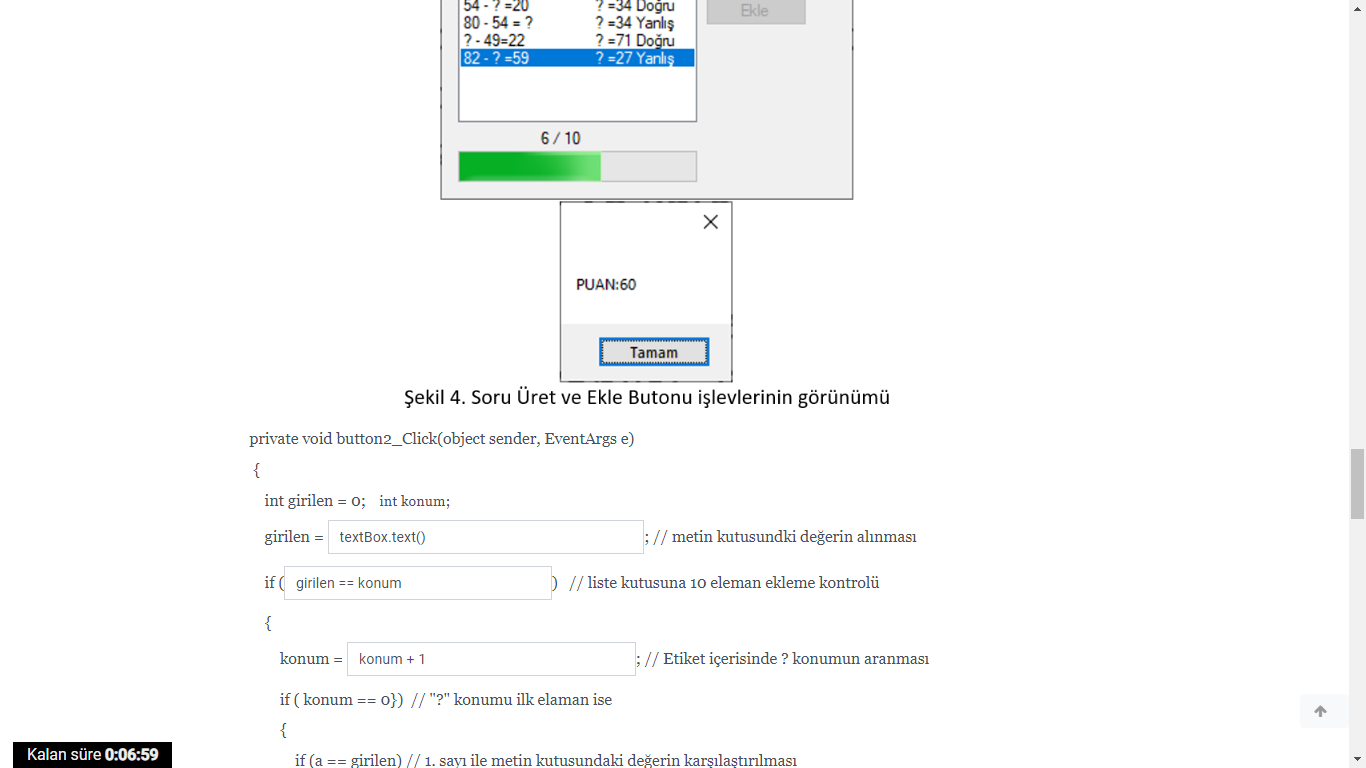 54 - ? =20 ? =34 Doğru
Ekle
80 - 54 = ? ? =34 Yanlış
? - 49=22 ? =71 Doğru
82 - ? =59 ? =27 Yanlış
6 / 10
PUAN:60
Tamam
Şekil 4. Soru Üret ve Ekle Butonu işlevlerinin görünümü
private void button2_Click(object sender, EventArgs e)
{
int girilen = 0; int konum;
girilen = textBox.text() ; // metin kutusundki değerin alınması
if ( girilen == konum ) // liste kutusuna 10 eleman ekleme kontrolü
{
konum = konum + 1 ; // Etiket içerisinde ? konumun aranması
if ( konum == 0}) // "?" konumu ilk elaman ise
{
if (a == girilen) // 1. sayı ile metin kutusundaki değerin karşılaştırılması
Kalan süre 0:06:59